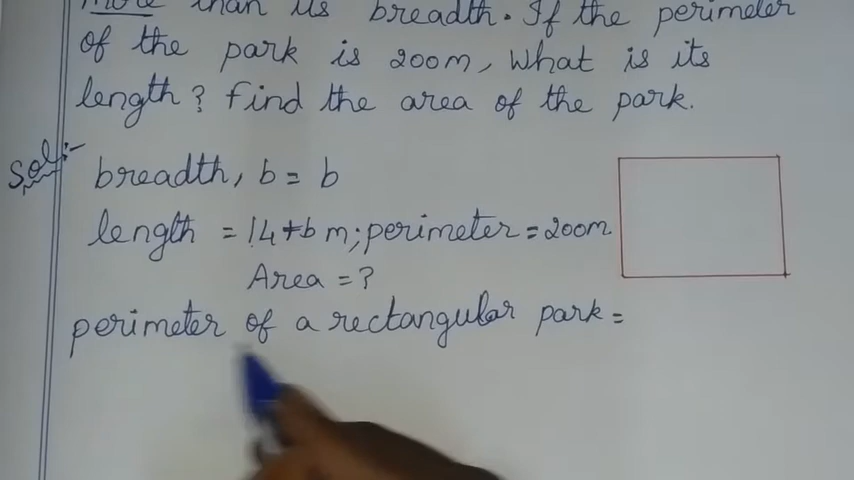 more than its breadth. If the perimeter
of the park is 200m, What is its
length? Find the area of the park.
Sol:-
breadth, b = b
length = 14+b m; perimeter = 200m
Area = ?
perimeter of a rectangular park =